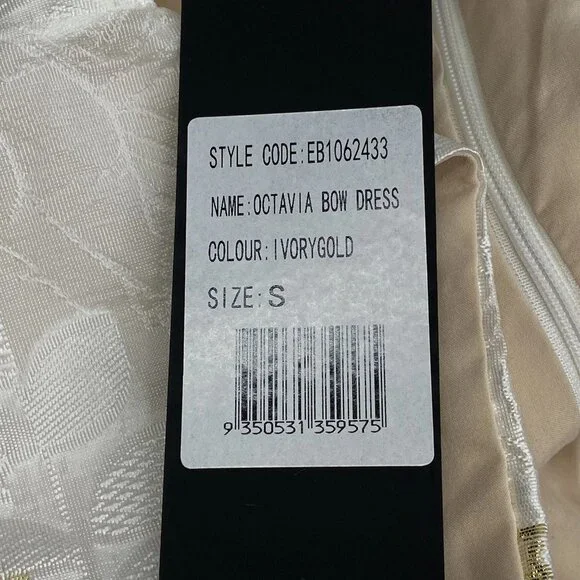 STYLE CODE:EB1062433
NAME:OCTAVIA BOW DRESS
COLOUR:IVORYGOLD
SIZE:S
9 350531 359575